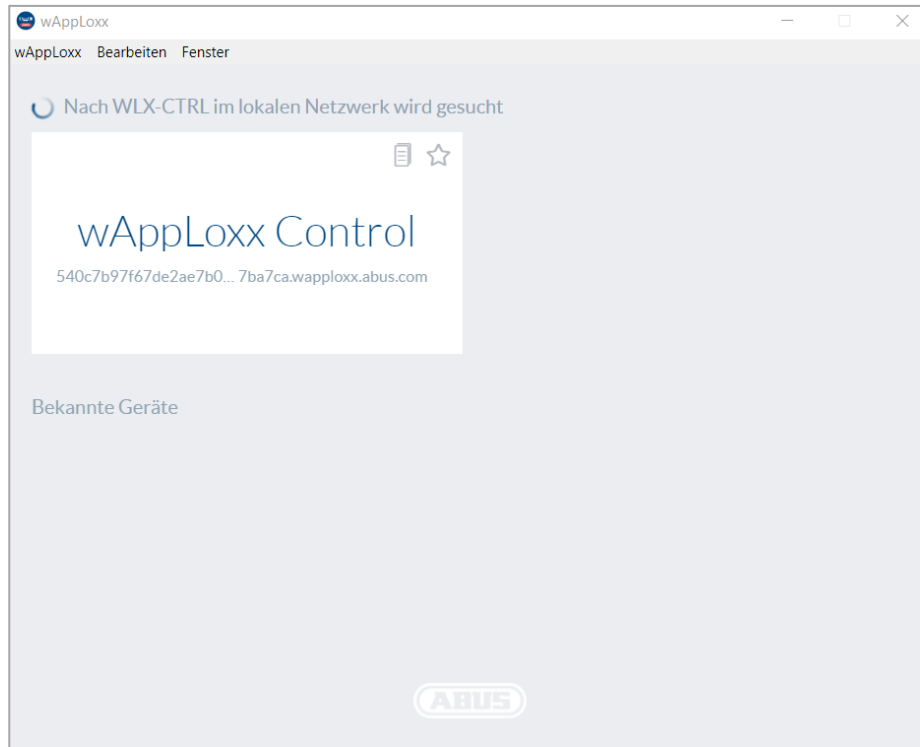 wAppLoxx
wAppLoxx Bearbeiten Fenster
Nach WLX-CTRL im lokalen Netzwerk wird gesucht
wAppLoxx Control
540c7b97f67de2ae7b0... 7ba7ca.wapploxx.abus.com
Bekannte Geräte
ABUS